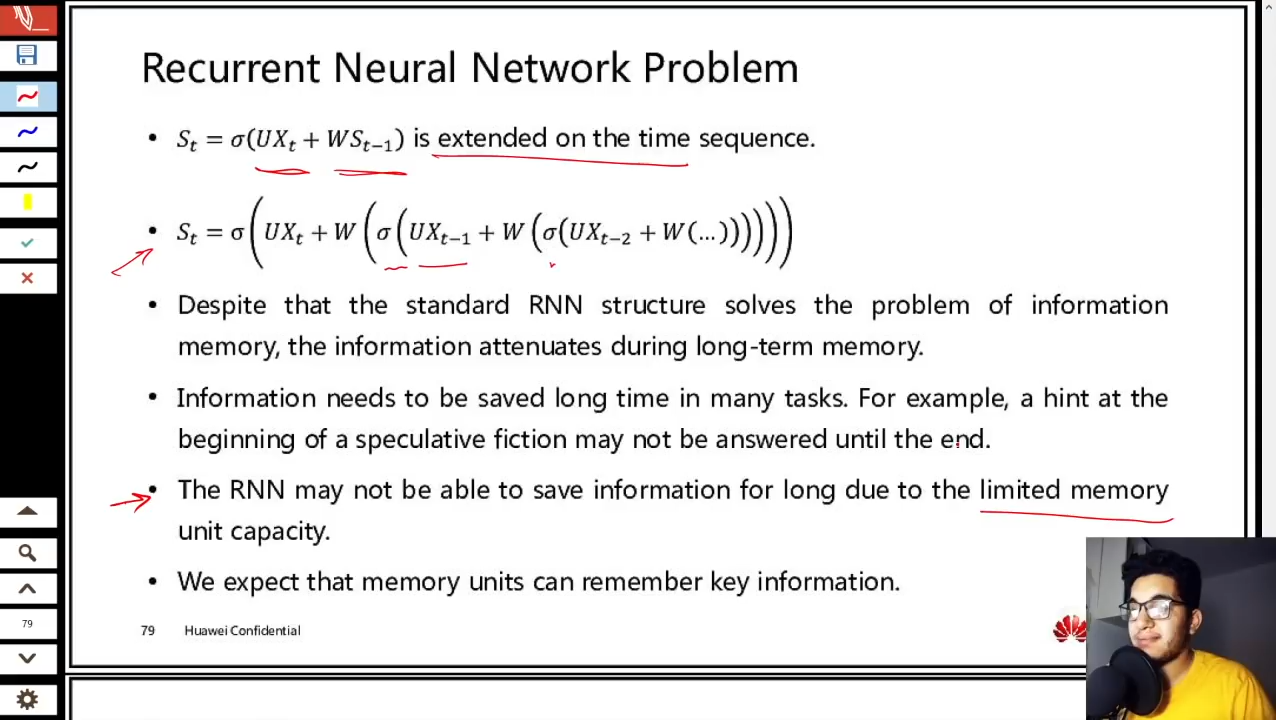 Recurrent Neural Network Problem
• S_t = σ(UX_t + WS_{t−1}) is extended on the time sequence.
• S_t = σ(UX_t + W(σ(UX_{t−1} + W(σ(UX_{t−2} + W(...))))))
• Despite that the standard RNN structure solves the problem of information
memory, the information attenuates during long-term memory.
• Information needs to be saved long time in many tasks. For example, a hint at the
beginning of a speculative fiction may not be answered until the end.
• The RNN may not be able to save information for long due to the limited memory
unit capacity.
• We expect that memory units can remember key information.
79 Huawei Confidential
79